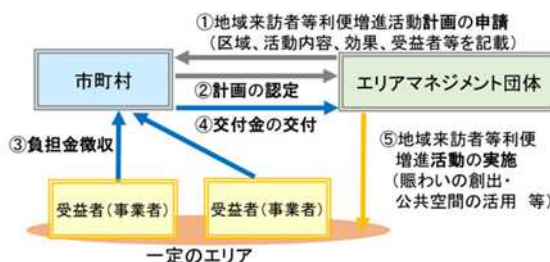 ①地域来訪者等利便増進活動計画の申請
（区域、活動内容、効果、受益者等を記載）
市町村
エリアマネジメント団体
②計画の認定
④交付金の交付
③負担金徴収
⑤地域来訪者等利便
増進活動の実施
（賑わいの創出・
公共空間の活用 等）
受益者（事業者）
受益者（事業者）
一定のエリア